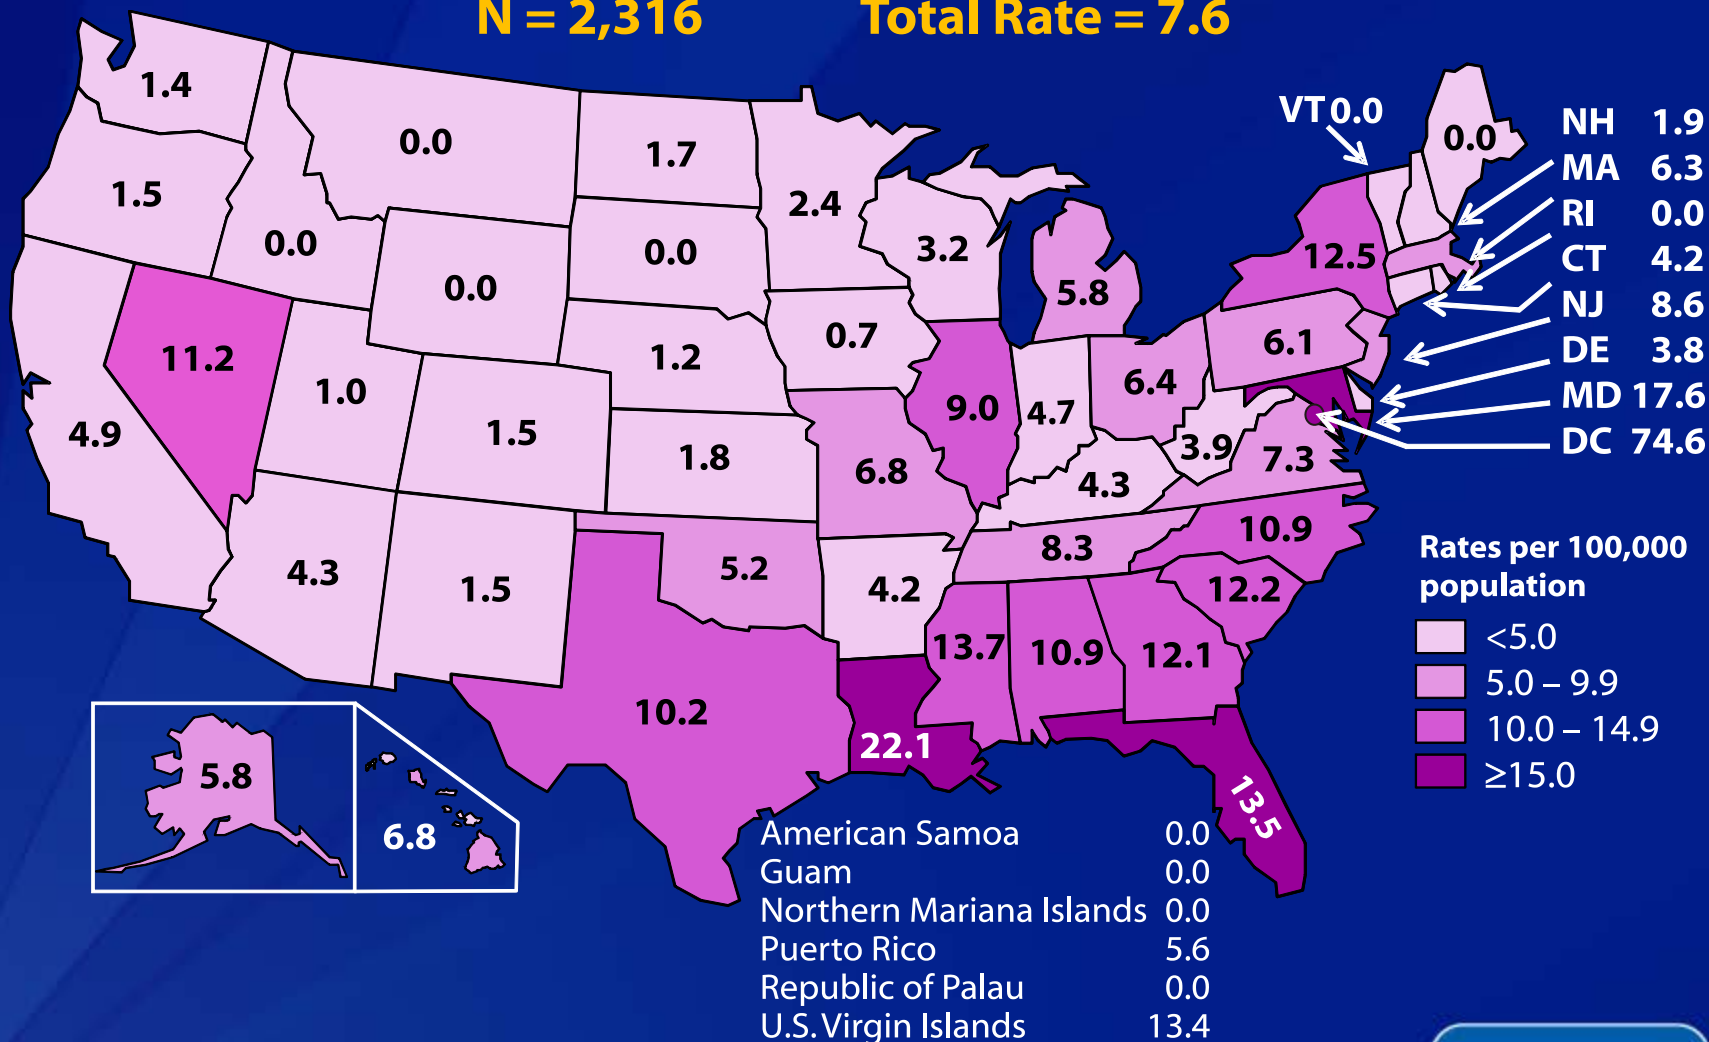 N = 2,316 Total Rate = 7.6
1.4
VT 0.0
0.0
NH 1.9
0.0
1.7
MA 6.3
1.5
2.4
RI 0.0
0.0
0.0
3.2
12.5
CT 4.2
0.0
5.8
NJ 8.6
11.2
1.2
0.7
6.1
DE 3.8
1.0
6.4
MD 17.6
4.9
1.5
9.0
4.7
DC 74.6
1.8
6.8
3.9
7.3
4.3
10.9
8.3
Rates per 100,000
population
4.3
1.5
5.2
4.2
12.2
<5.0
13.7
10.9
12.1
5.0 – 9.9
10.2
10.0 – 14.9
22.1
≥15.0
5.8
6.8
13.5
American Samoa 0.0
Guam 0.0
Northern Mariana Islands 0.0
Puerto Rico 5.6
Republic of Palau 0.0
U.S. Virgin Islands 13.4